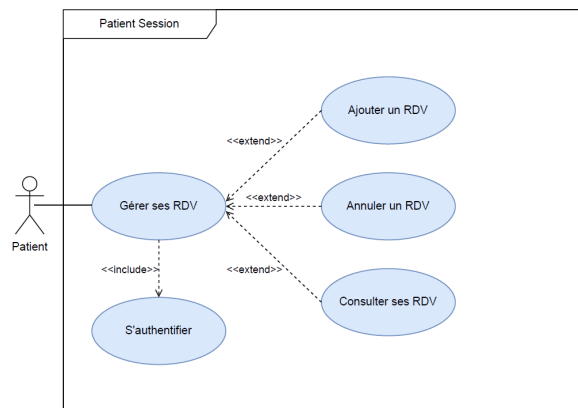 Patient Session
Ajouter un RDV
<<extend>>
Gérer ses RDV
<<extend>>
Annuler un RDV
Patient
<<include>>
<<extend>>
Consulter ses RDV
S'authentifier